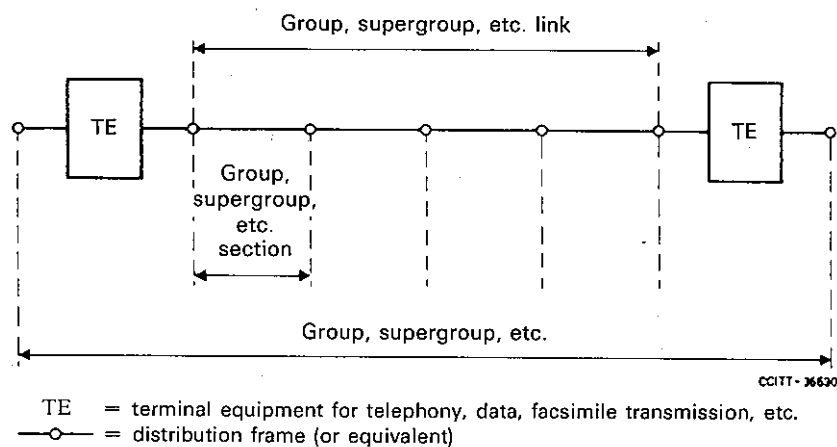 Group, supergroup, etc. link
TE
TE
Group,
supergroup,
etc.
section
Group, supergroup, etc.
CCITT - 36630
TE = terminal equipment for telephony, data, facsimile transmission, etc.
= distribution frame (or equivalent)